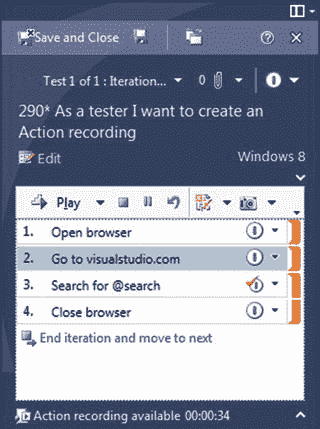 Save and Close
Test 1 of 1 : Iteration... 0
290* As a tester I want to create an
Action recording
Edit Windows 8
Play
1. Open browser
2. Go to visualstudio.com
3. Search for @search
4. Close browser
End iteration and move to next
Action recording available 00:00:34